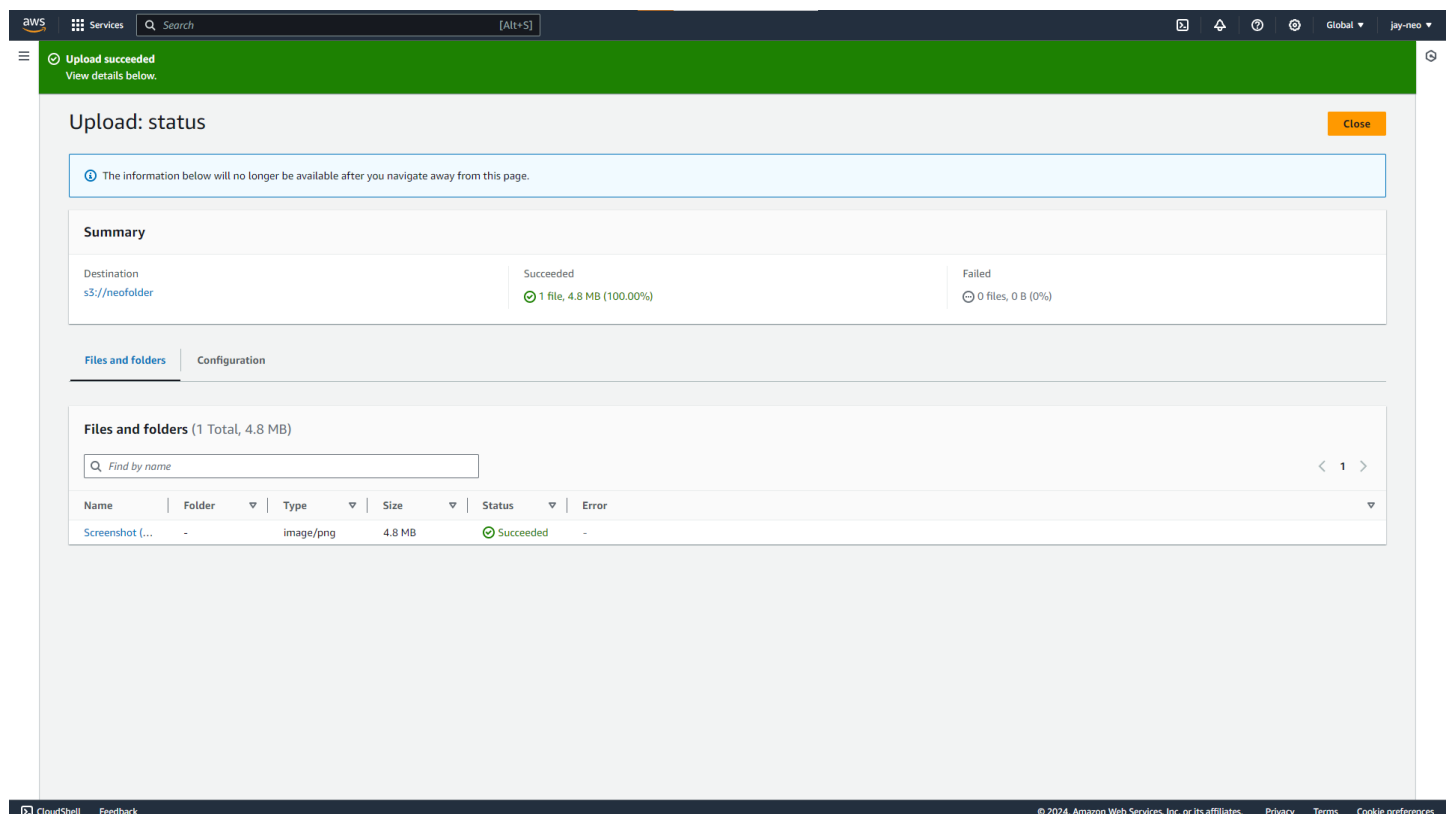 aws Services Search [Alt+S] Global jay-neo
Upload succeeded
View details below.
Upload: status
Close
The information below will no longer be available after you navigate away from this page.
Summary
Destination Succeeded Failed
s3://neofolder 1 file, 4.8 MB (100.00%) 0 files, 0 B (0%)
Files and folders Configuration
Files and folders (1 Total, 4.8 MB)
Find by name 1
Name Folder Type Size Status Error
Screenshot (... - image/png 4.8 MB Succeeded -
CloudShell Feedback © 2024, Amazon Web Services, Inc. or its affiliates. Privacy Terms Cookie preferences